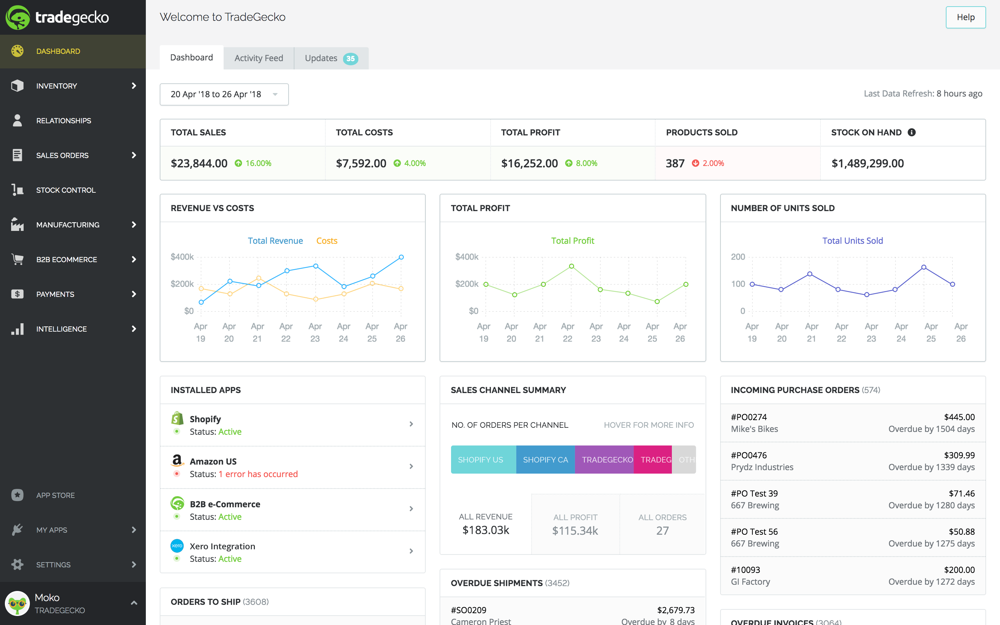 tradegecko
DASHBOARD
INVENTORY
RELATIONSHIPS
SALES ORDERS
STOCK CONTROL
MANUFACTURING
B2B ECOMMERCE
$
PAYMENTS
INTELLIGENCE
APP STORE
MY APPS
SETTINGS
Moko
TRADEGECKO
Welcome to TradeGecko
Help
Dashboard
Activity Feed
Updates 35
20 Apr '18 to 26 Apr '18
Last Data Refresh: 8 hours ago
TOTAL SALES
$23,844.00 16.00%
TOTAL COSTS
$7,592.00 4.00%
TOTAL PROFIT
$16,252.00 8.00%
PRODUCTS SOLD
387 2.00%
STOCK ON HAND i
$1,489,299.00
REVENUE VS COSTS
Total Revenue Costs
$400k
$200k
$0
Apr Apr Apr Apr Apr Apr Apr Apr
19 20 21 22 23 24 25 26
TOTAL PROFIT
Total Profit
$400k
$200k
$0
Apr Apr Apr Apr Apr Apr Apr Apr
19 20 21 22 23 24 25 26
NUMBER OF UNITS SOLD
Total Units Sold
200
100
0
Apr Apr Apr Apr Apr Apr Apr Apr
19 20 21 22 23 24 25 26
INSTALLED APPS
S
Shopify
Status: Active
a
Amazon US
Status: 1 error has occurred
B2B e-Commerce
Status: Active
xero
Xero Integration
Status: Active
ORDERS TO SHIP (3608)
SALES CHANNEL SUMMARY
NO. OF ORDERS PER CHANNEL HOVER FOR MORE INFO
SHOPIFY US SHOPIFY CA TRADEGECKO TRADEG OTH
ALL REVENUE
$183.03k
ALL PROFIT
$115.34k
ALL ORDERS
27
OVERDUE SHIPMENTS (3452)
#SO0209 $2,679.73
Cameron Priest Overdue by 8 days
INCOMING PURCHASE ORDERS (574)
#PO0274 $445.00
Mike's Bikes Overdue by 1504 days
#PO0476 $309.99
Prydz Industries Overdue by 1339 days
#PO Test 39 $71.46
667 Brewing Overdue by 1280 days
#PO Test 56 $50.88
667 Brewing Overdue by 1275 days
#10093 $200.00
GI Factory Overdue by 1272 days
OVERDUE INVOICES (3064)